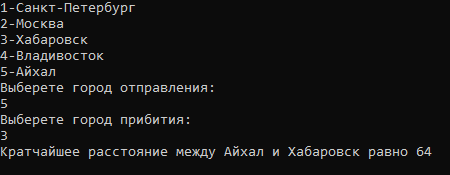 1-Санкт-Петербург
2-Москва
3-Хабаровск
4-Владивосток
5-Айхал
Выберете город отправления:
5
Выберете город прибития:
3
Кратчайшее расстояние между Айхал и Хабаровск равно 64